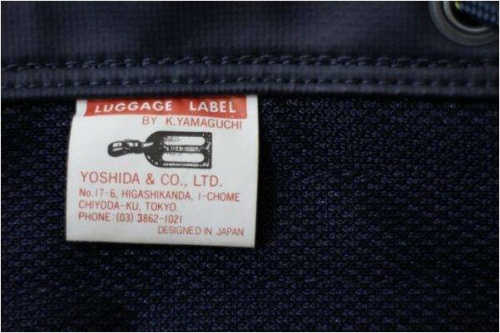 LUGGAGE LABEL
BY K.YAMAGUCHI
YOSHIDA & CO., LTD.
No.17-6, HIGASHIKANDA, 1-CHOME
CHIYODA-KU, TOKYO.
PHONE:(03) 3862-1021
DESIGNED IN JAPAN